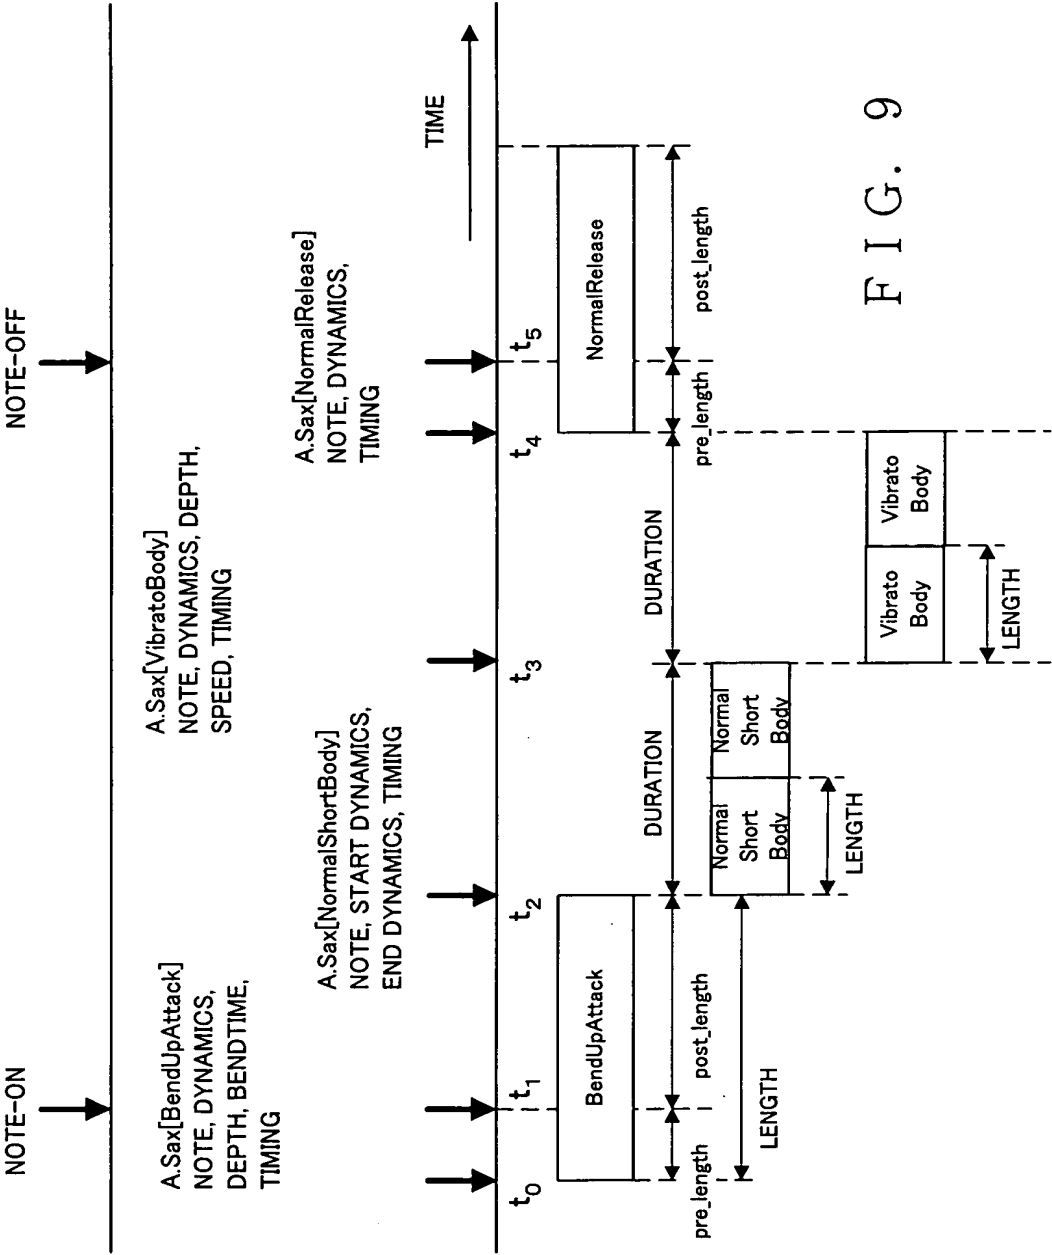 NOTE-ON
NOTE-OFF
A.Sax[BendUpAttack]
NOTE, DYNAMICS,
DEPTH, BENDTIME,
TIMING
A.Sax[VibratoBody]
NOTE, DYNAMICS, DEPTH,
SPEED, TIMING
A.Sax[NormalShortBody]
NOTE, START DYNAMICS,
END DYNAMICS, TIMING
A.Sax[NormalRelease]
NOTE, DYNAMICS,
TIMING
TIME
t0
t1
t2
t3
t4
t5
BendUpAttack
NormalRelease
pre_length
post_length
DURATION
DURATION
pre_length
post_length
LENGTH
Normal
Short
Body
Normal
Short
Body
LENGTH
Vibrato
Body
Vibrato
Body
LENGTH
FIG. 9